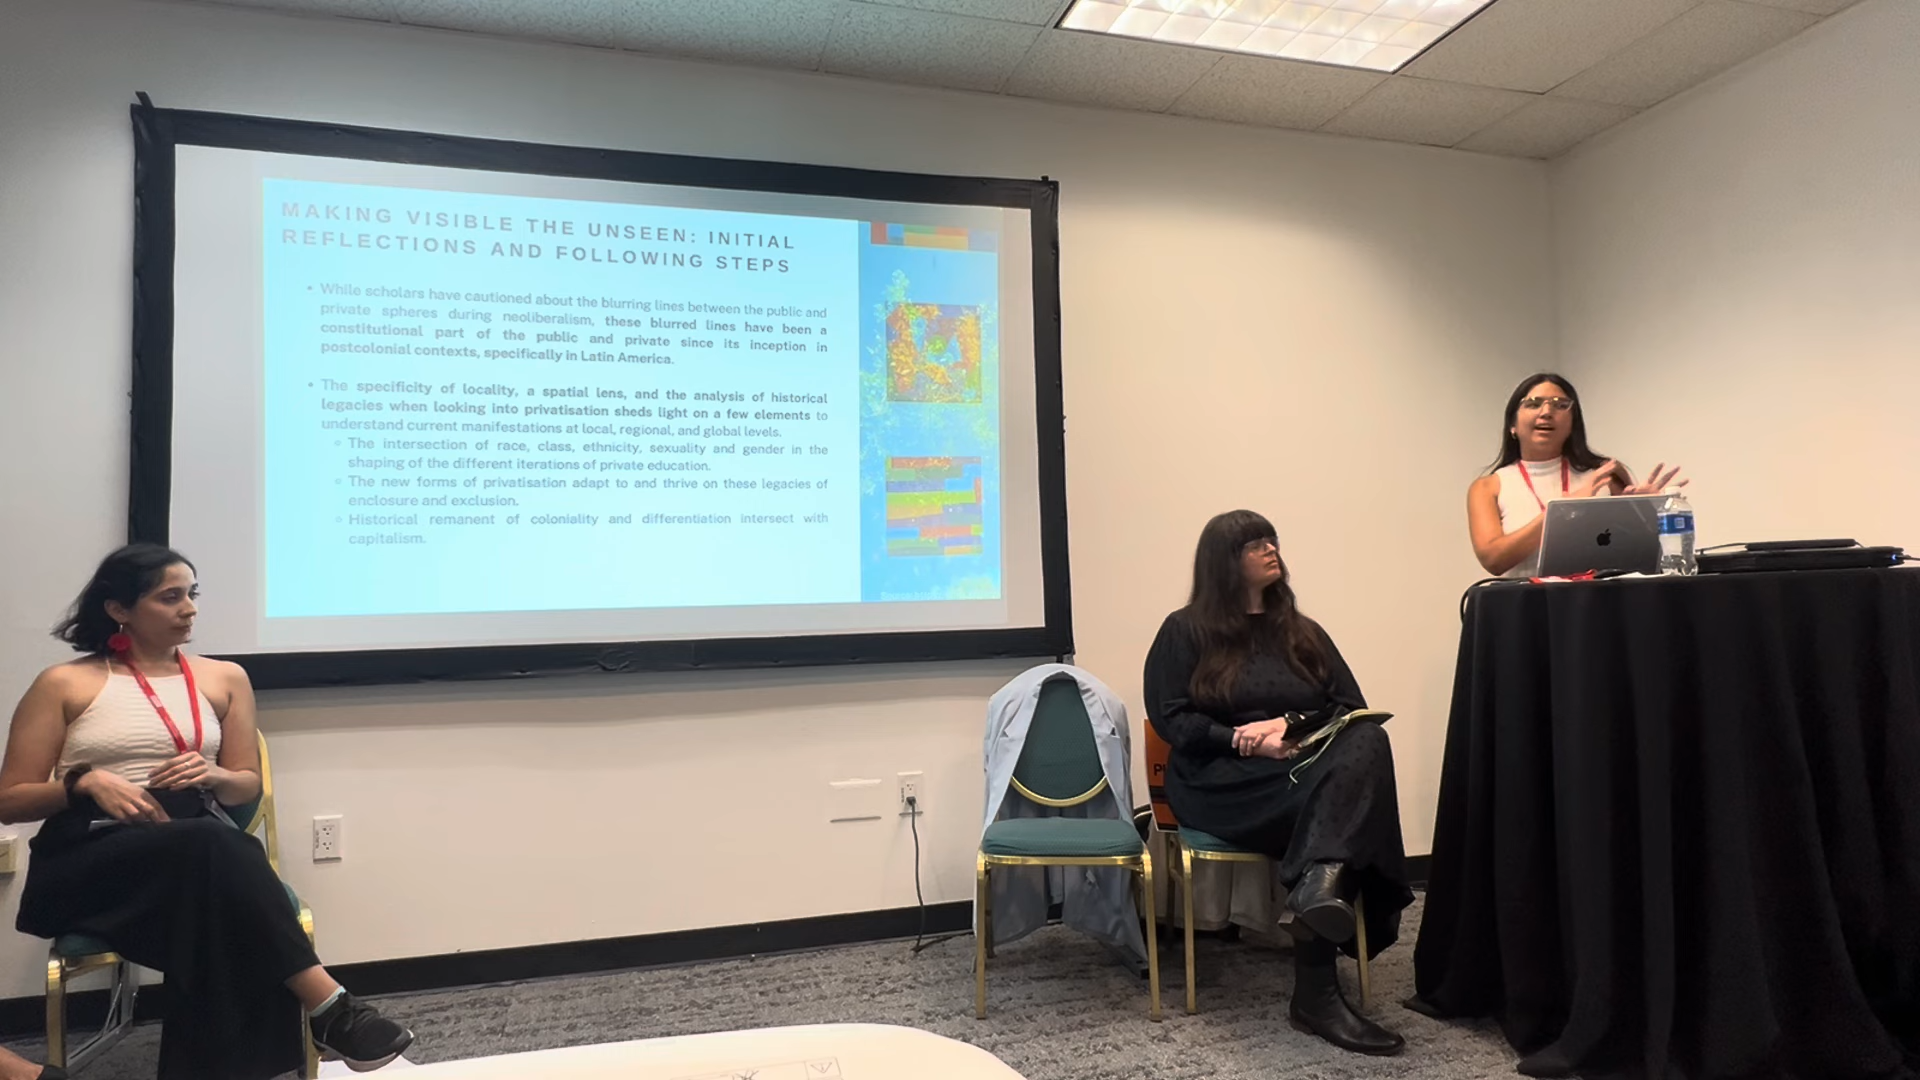 MAKING VISIBLE THE UNSEEN: INITIAL
REFLECTIONS AND FOLLOWING STEPS
• While scholars have cautioned about the blurring lines between the public and
private spheres during neoliberalism, these blurred lines have been a
constitutional part of the public and private since its inception in
postcolonial contexts, specifically in Latin America.
• The specificity of locality, a spatial lens, and the analysis of historical
legacies when looking into privatisation sheds light on a few elements to
understand current manifestations at local, regional, and global levels.
◦ The intersection of race, class, ethnicity, sexuality and gender in the
shaping of the different iterations of private education.
◦ The new forms of privatisation adapt to and thrive on these legacies of
enclosure and exclusion.
◦ Historical remanent of coloniality and differentiation intersect with
capitalism.